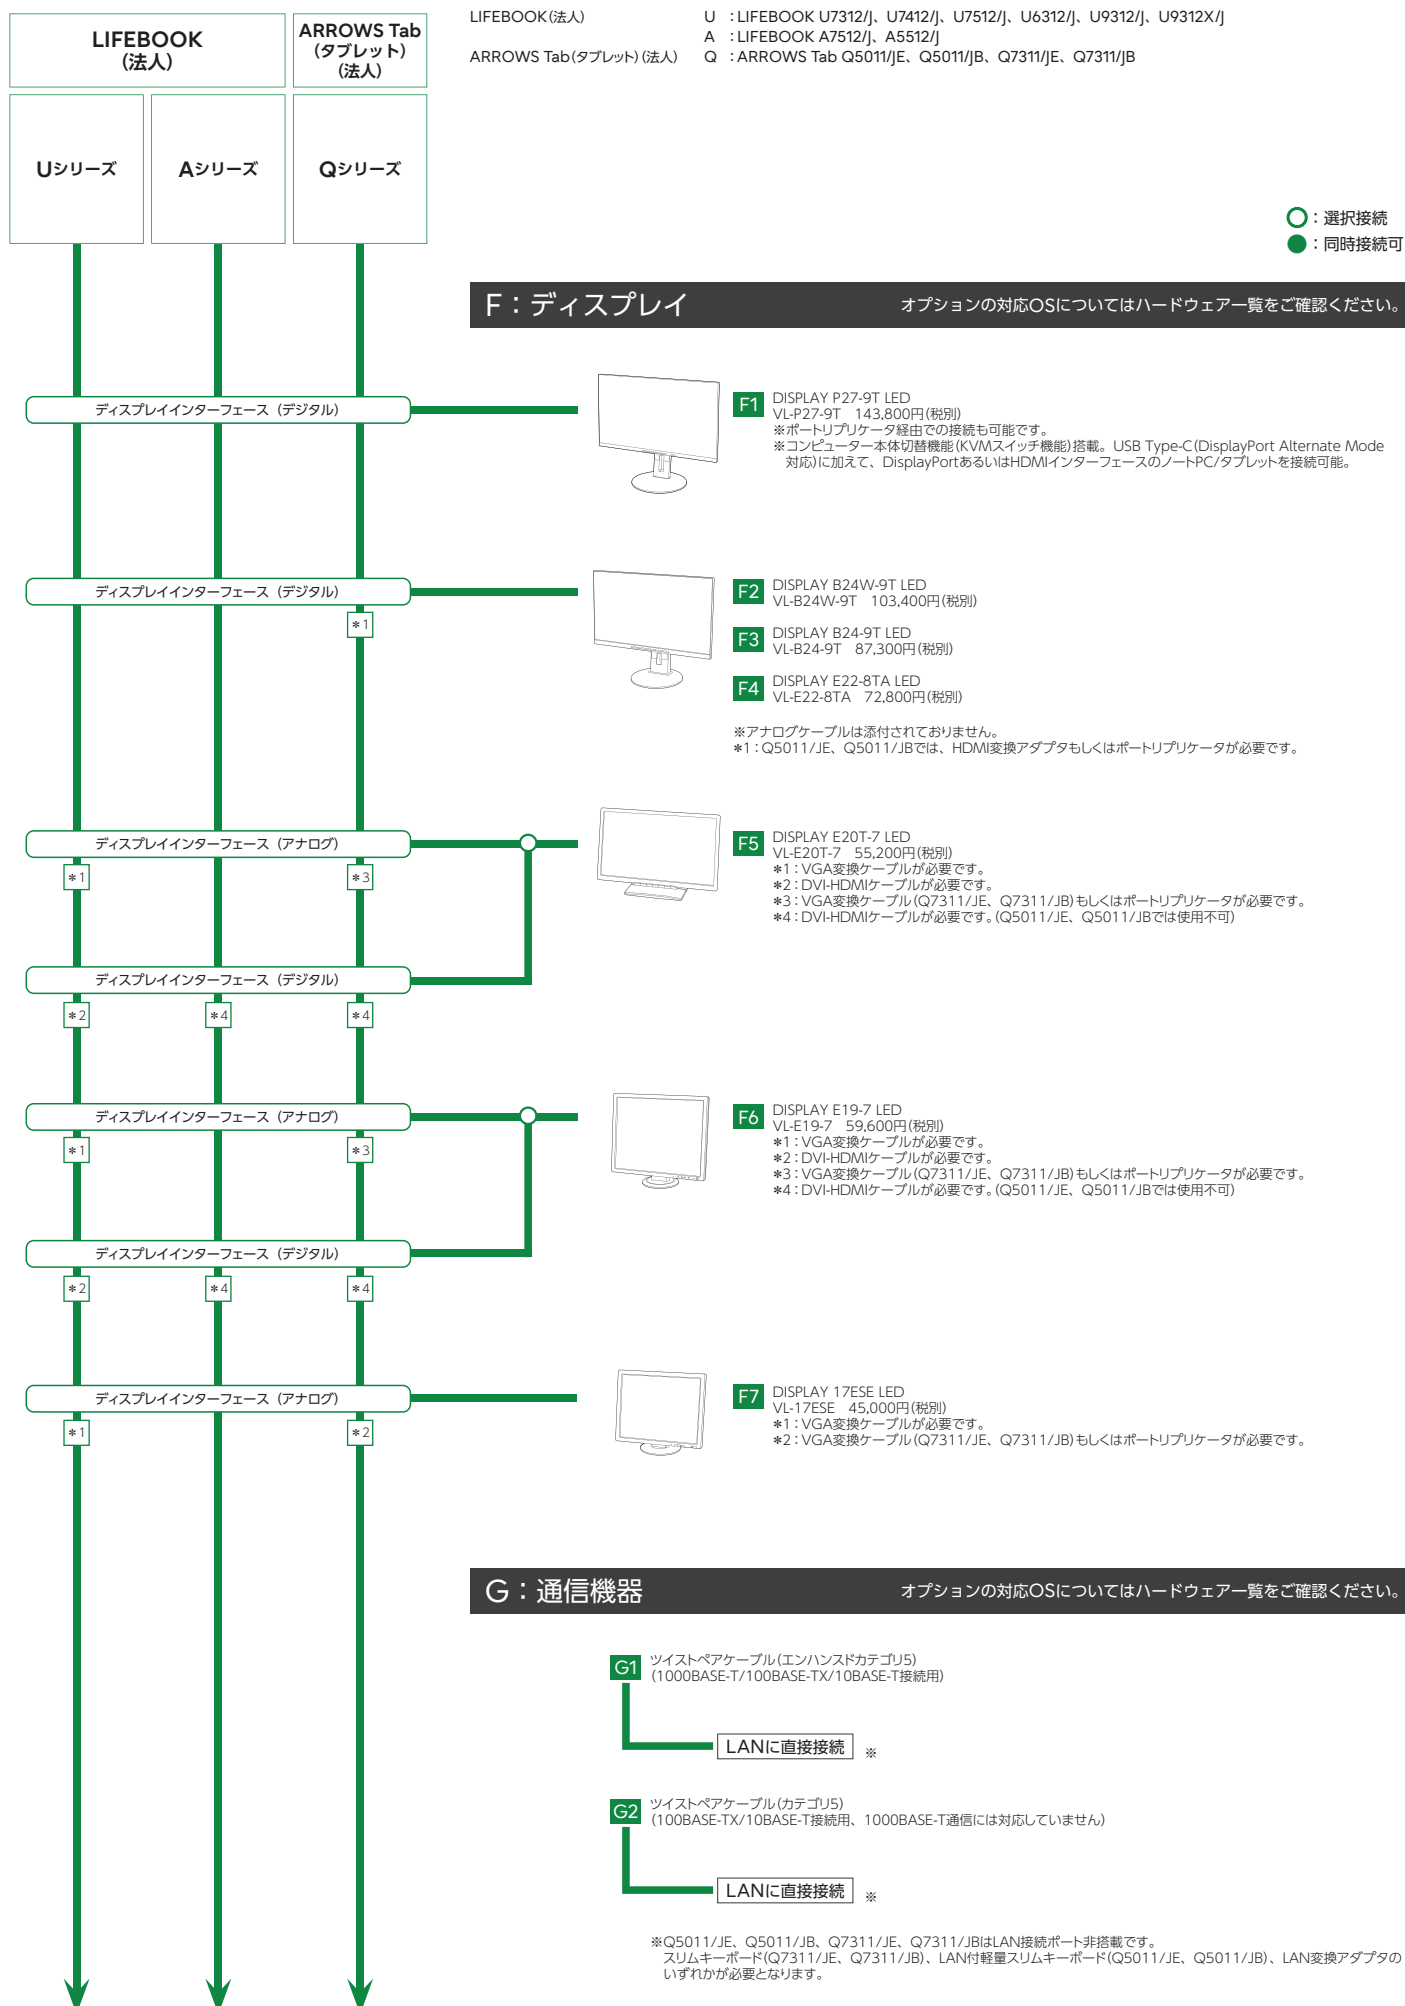 LIFEBOOK
(法人)
ARROWS Tab
(タブレット)
(法人)
LIFEBOOK(法人) U :LIFEBOOK U7312/J、U7412/J、U7512/J、U6312/J、U9312/J、U9312X/J
A :LIFEBOOK A7512/J、A5512/J
ARROWS Tab(タブレット)(法人) Q :ARROWS Tab Q5011/JE、Q5011/JB、Q7311/JE、Q7311/JB
Uシリーズ
Aシリーズ
Qシリーズ
○:選択接続
●:同時接続可
F:ディスプレイ オプションの対応OSについてはハードウェア一覧をご確認ください。
ディスプレイインターフェース(デジタル)
F1 DISPLAY P27-9T LED
VL-P27-9T 143,800円(税別)
※ポートリプリケータ経由での接続も可能です。
※コンピューター本体切替機能(KVMスイッチ機能)搭載。USB Type-C(DisplayPort Alternate Mode
対応)に加えて、DisplayPortあるいはHDMIインターフェースのノートPC/タブレットを接続可能。
ディスプレイインターフェース(デジタル)
*1
F2 DISPLAY B24W-9T LED
VL-B24W-9T 103,400円(税別)
F3 DISPLAY B24-9T LED
VL-B24-9T 87,300円(税別)
F4 DISPLAY E22-8TA LED
VL-E22-8TA 72,800円(税別)
※アナログケーブルは添付されておりません。
*1:Q5011/JE、Q5011/JBでは、HDMI変換アダプタもしくはポートリプリケータが必要です。
ディスプレイインターフェース(アナログ)
*1 *3
F5 DISPLAY E20T-7 LED
VL-E20T-7 55,200円(税別)
*1:VGA変換ケーブルが必要です。
*2:DVI-HDMIケーブルが必要です。
*3:VGA変換ケーブル(Q7311/JE、Q7311/JB)もしくはポートリプリケータが必要です。
*4:DVI-HDMIケーブルが必要です。(Q5011/JE、Q5011/JBでは使用不可)
ディスプレイインターフェース(デジタル)
*2 *4 *4
ディスプレイインターフェース(アナログ)
*1 *3
F6 DISPLAY E19-7 LED
VL-E19-7 59,600円(税別)
*1:VGA変換ケーブルが必要です。
*2:DVI-HDMIケーブルが必要です。
*3:VGA変換ケーブル(Q7311/JE、Q7311/JB)もしくはポートリプリケータが必要です。
*4:DVI-HDMIケーブルが必要です。(Q5011/JE、Q5011/JBでは使用不可)
ディスプレイインターフェース(デジタル)
*2 *4 *4
ディスプレイインターフェース(アナログ)
*1 *2
F7 DISPLAY 17ESE LED
VL-17ESE 45,000円(税別)
*1:VGA変換ケーブルが必要です。
*2:VGA変換ケーブル(Q7311/JE、Q7311/JB)もしくはポートリプリケータが必要です。
G:通信機器 オプションの対応OSについてはハードウェア一覧をご確認ください。
G1 ツイストペアケーブル(エンハンスドカテゴリ5)
(1000BASE-T/100BASE-TX/10BASE-T接続用)
LANに直接接続 ※
G2 ツイストペアケーブル(カテゴリ5)
(100BASE-TX/10BASE-T接続用、1000BASE-T通信には対応していません)
LANに直接接続 ※
※Q5011/JE、Q5011/JB、Q7311/JE、Q7311/JBはLAN接続ポート非搭載です。
スリムキーボード(Q7311/JE、Q7311/JB)、LAN付軽量スリムキーボード(Q5011/JE、Q5011/JB)、LAN変換アダプタの
いずれかが必要となります。